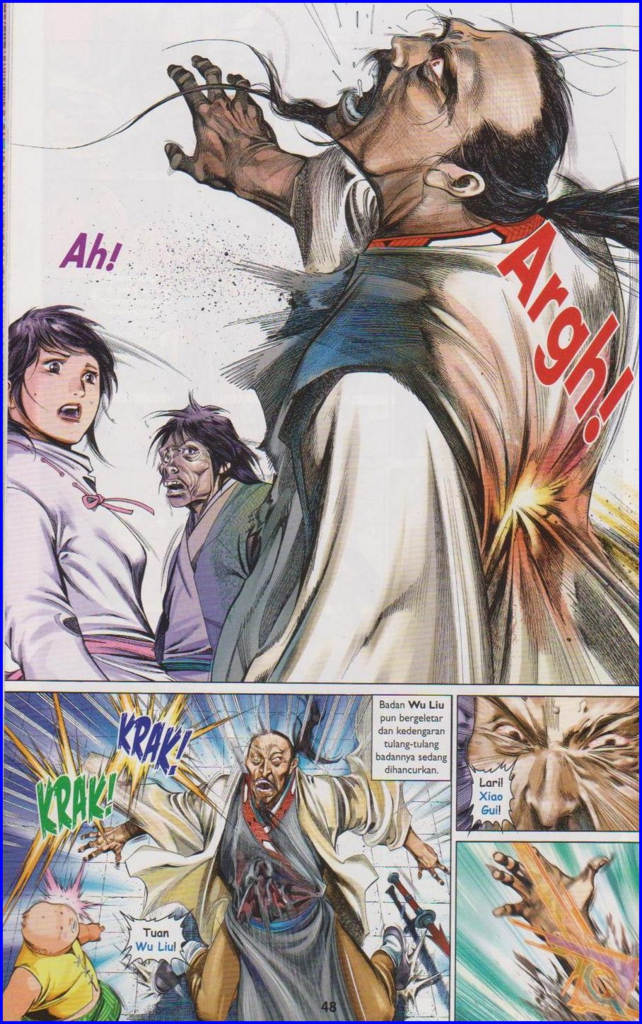 Ah!
Argh!
KRAK!
KRAK!
Tuan
Wu Liu!
Badan Wu Liu
pun bergeletar
dan kedengaran
tulang-tulang
badannya sedang
dihancurkan.
Lari!
Xiao
Gui!
48